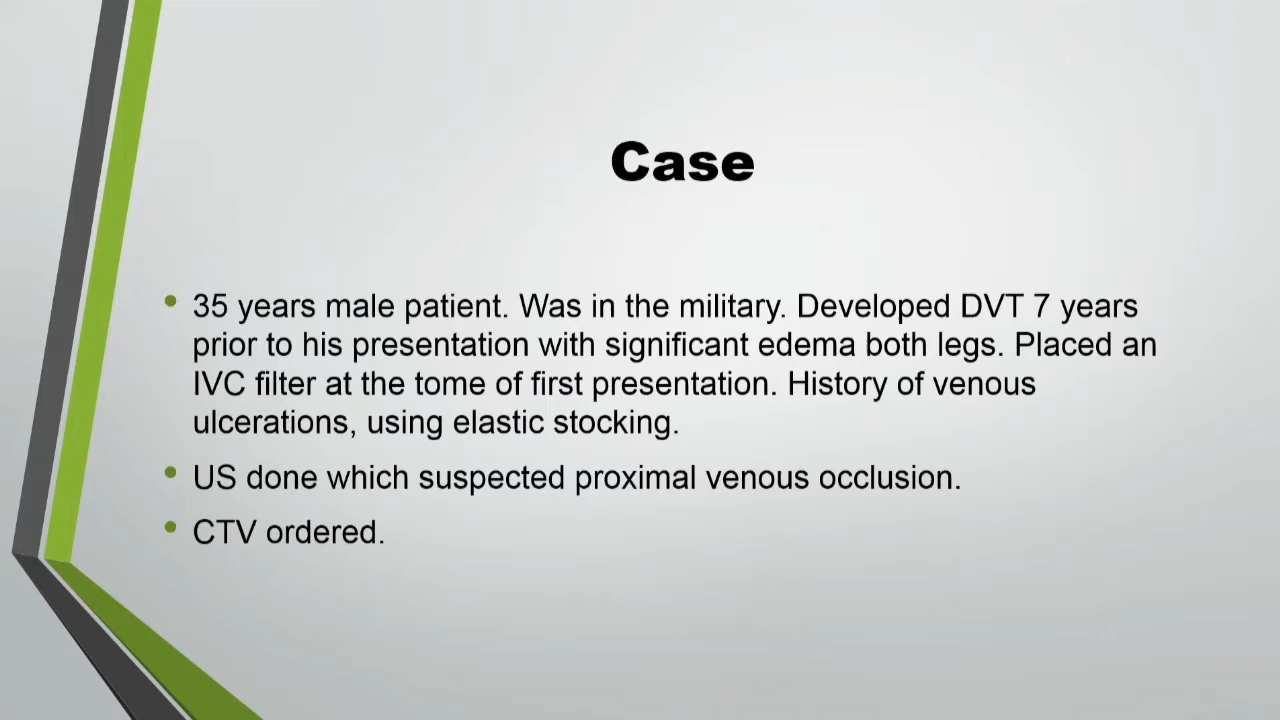 Case
• 35 years male patient. Was in the military. Developed DVT 7 years
prior to his presentation with significant edema both legs. Placed an
IVC filter at the tome of first presentation. History of venous
ulcerations, using elastic stocking.
• US done which suspected proximal venous occlusion.
• CTV ordered.